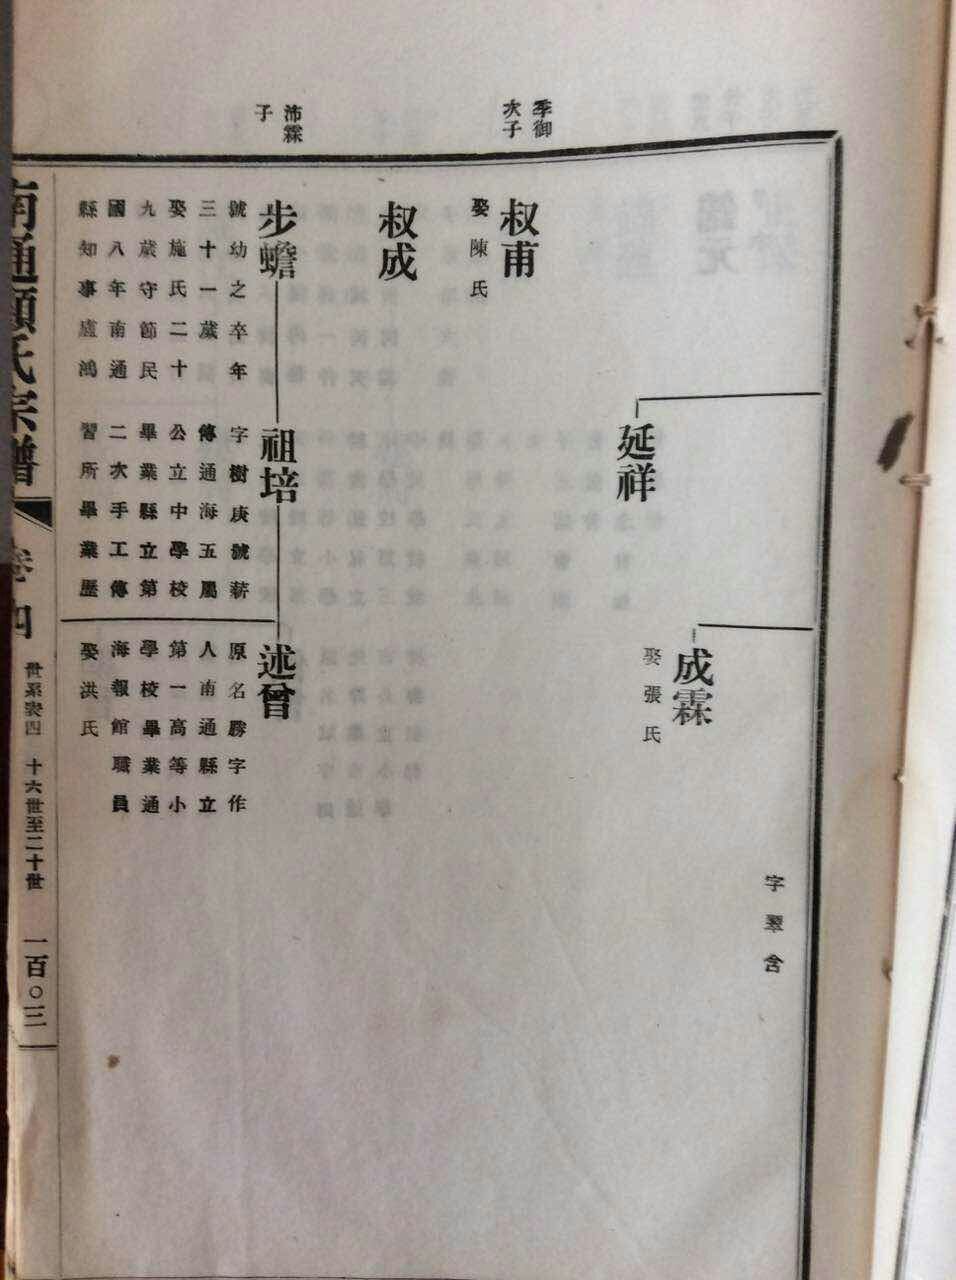 字翠含
成霖
娶張氏
延祥
季御
次子
叔甫
娶陳氏
叔成
沛霖
子
步蟾
號幼之卒年
三十一歲
娶施氏二十
九歲守節民
國八年南通
縣知事盧鴻
祖培
字樹庚號薪
傳通海五屬
公立中學校
畢業縣立第
二次手工傳
習所畢業歷
述曾
原名勝字作
人南通縣立
第一高等小
學校畢業通
海報館職員
娶洪氏
南通顧氏宗譜
卷四
世系表四 十六世至二十世
一百〇三